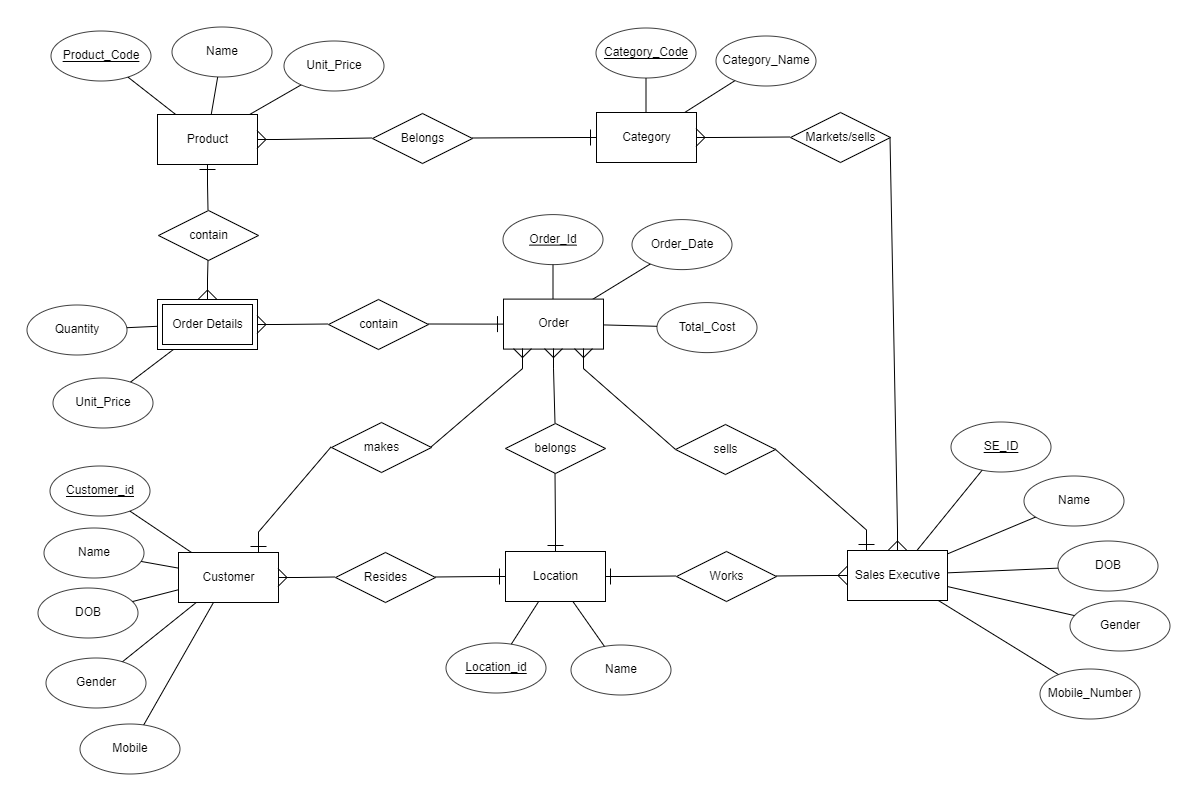 Product_Code
Name
Unit_Price
Category_Code
Category_Name
Product
Belongs
Category
Markets/sells
contain
Order_Id
Order_Date
Quantity
Order Details
contain
Order
Total_Cost
Unit_Price
makes
belongs
sells
SE_ID
Customer_id
Name
Name
DOB
Customer
Resides
Location
Works
Sales Executive
DOB
Gender
Gender
Location_id
Name
Mobile_Number
Mobile